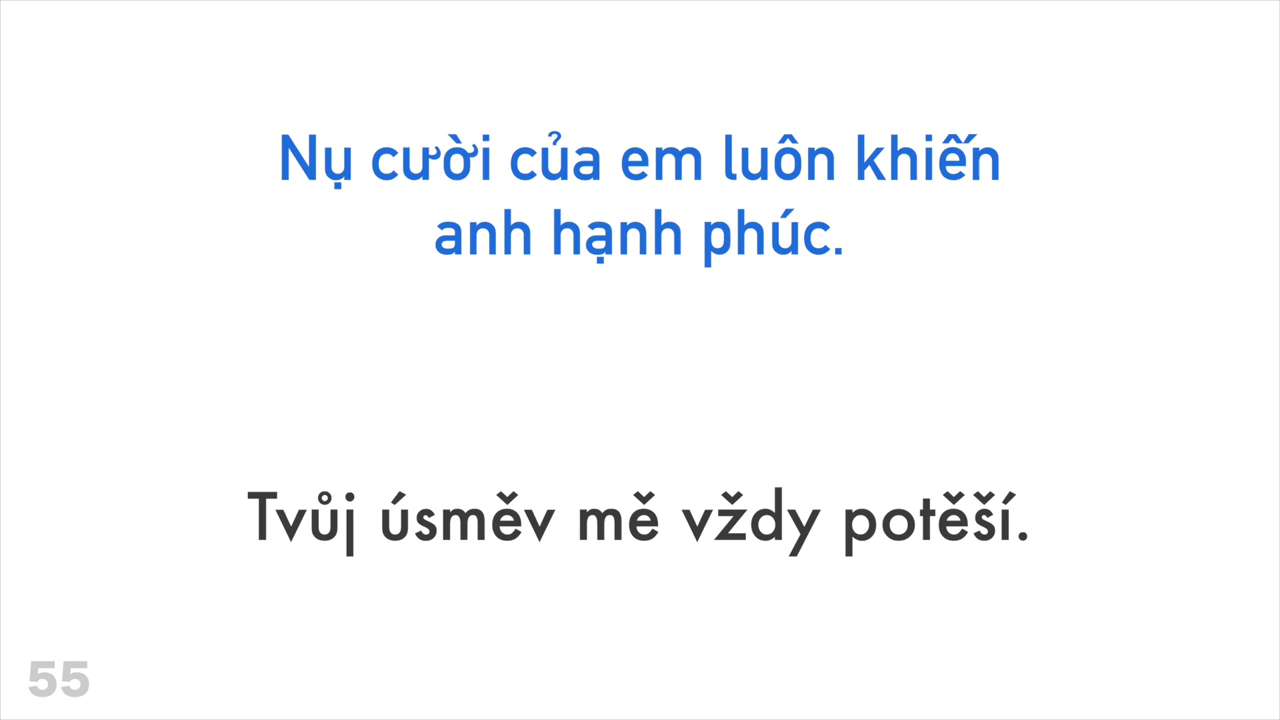 Nụ cười của em luôn khiến
anh hạnh phúc.
Tvůj úsměv mě vždy potěší.
55